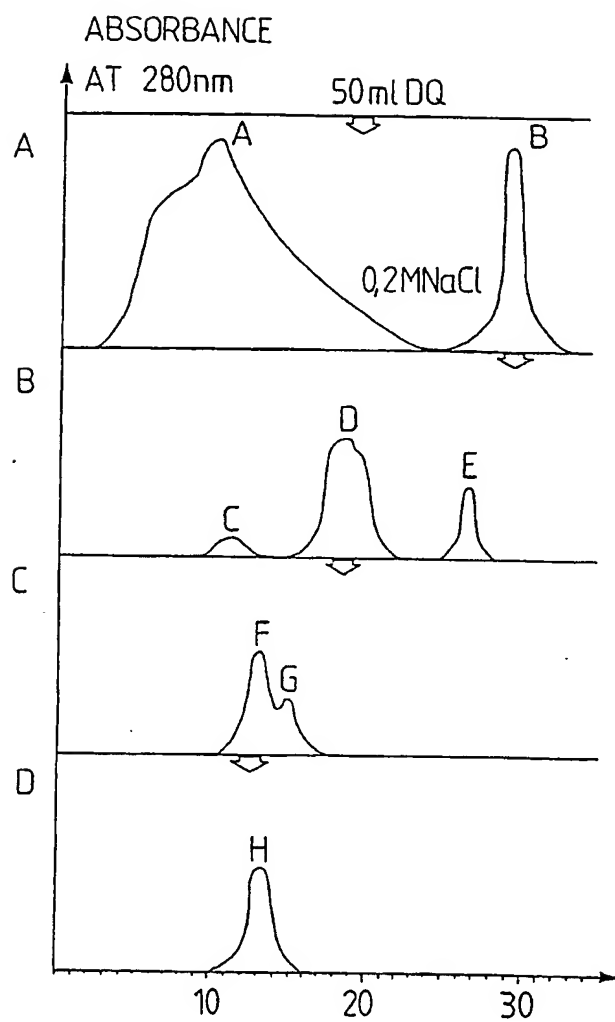 ABSORBANCE
AT 280nm
50ml DQ
A
A
B
0,2MNaCl
B
D
E
C
C
F
G
D
H
10
20
30